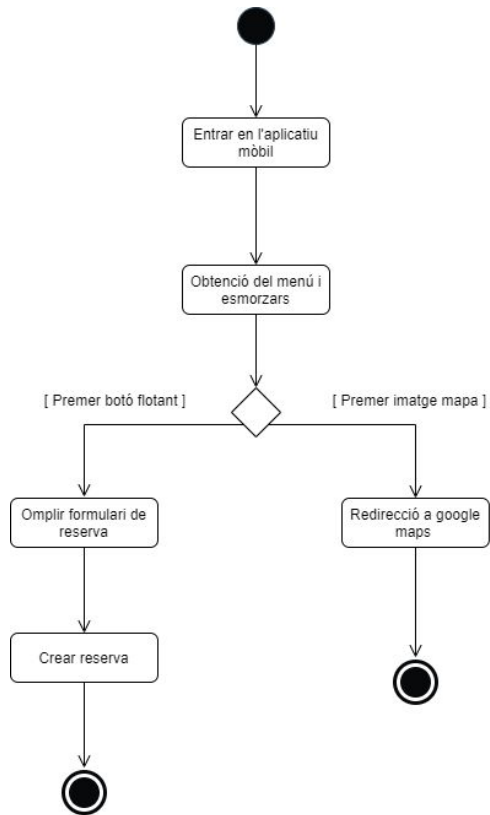 Entrar en l'aplicatiu
mòbil
Obtenció del menú i
esmorzars
[ Premer botó flotant ]
[ Premer imatge mapa ]
Omplir formulari de
reserva
Redirecció a google
maps
Crear reserva